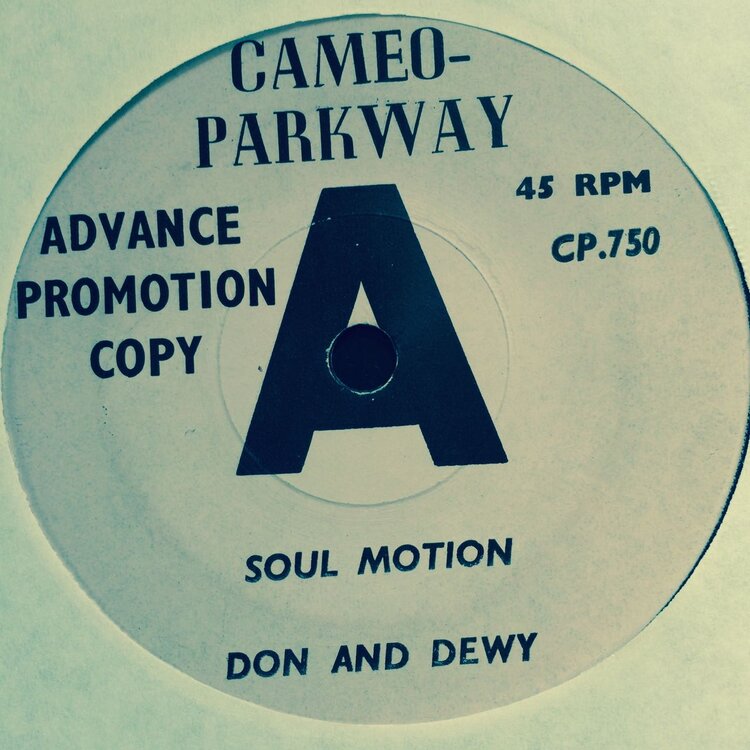 CAMEO-
PARKWAY
45 RPM
CP.750
ADVANCE
PROMOTION
COPY
A
SOUL MOTION
DON AND DEWY